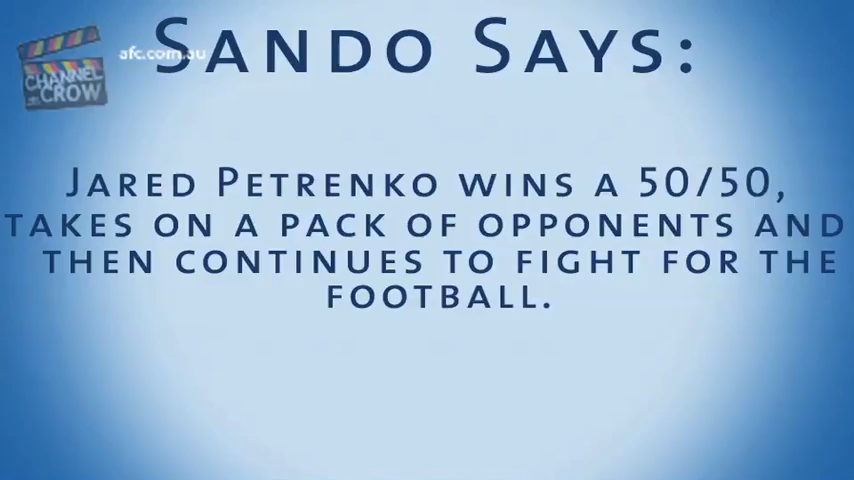 afc.com.au
CHANNEL
CROW
SANDO SAYS:
JARED PETRENKO WINS A 50/50,
TAKES ON A PACK OF OPPONENTS AND
THEN CONTINUES TO FIGHT FOR THE
FOOTBALL.